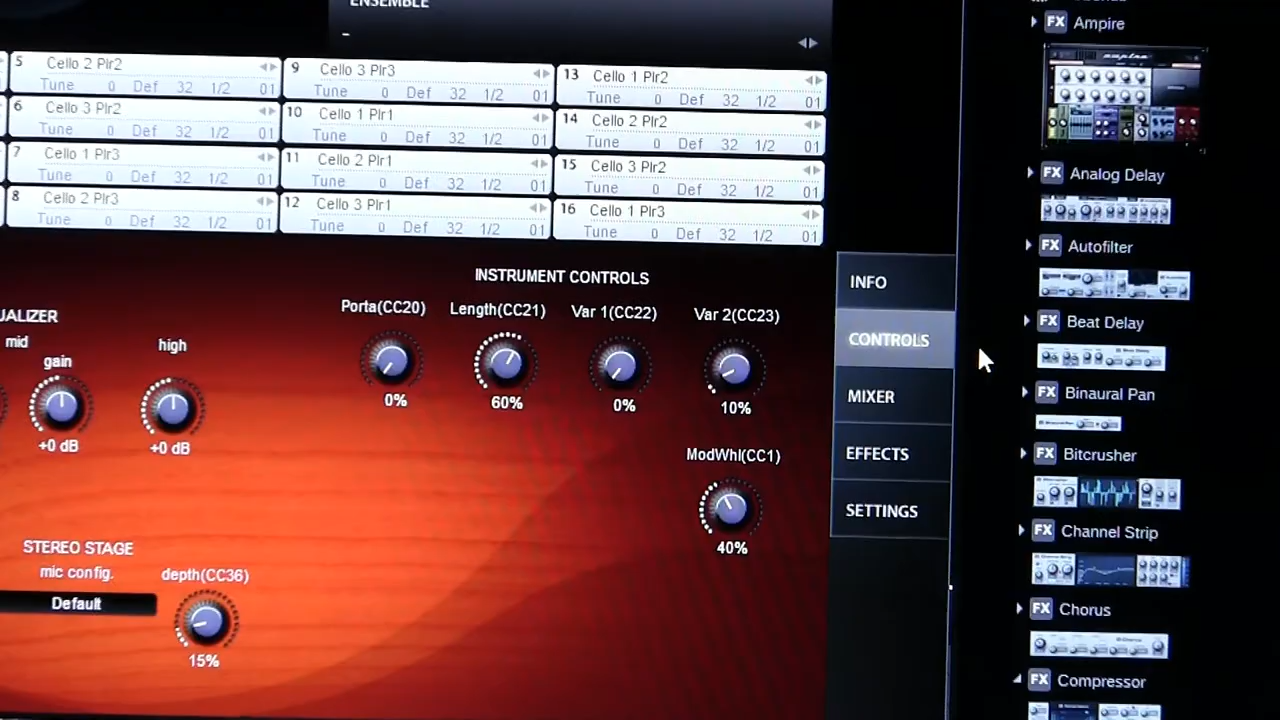 ENSEMBLE
-
5 Cello 2 Plr2
Tune 0 Def 32 1/2 01
6 Cello 3 Plr2
Tune 0 Def 32 1/2 01
7 Cello 1 Plr3
Tune 0 Def 32 1/2 01
8 Cello 2 Plr3
Tune 0 Def 32 1/2 01
9 Cello 3 Plr3
Tune 0 Def 32 1/2 01
10 Cello 1 Plr1
Tune 0 Def 32 1/2 01
11 Cello 2 Plr1
Tune 0 Def 32 1/2 01
12 Cello 3 Plr1
Tune 0 Def 32 1/2 01
13 Cello 1 Plr2
Tune 0 Def 32 1/2 01
14 Cello 2 Plr2
Tune 0 Def 32 1/2 01
15 Cello 3 Plr2
Tune 0 Def 32 1/2 01
16 Cello 1 Plr3
Tune 0 Def 32 1/2 01
UALIZER
mid
gain
+0 dB
high
+0 dB
INSTRUMENT CONTROLS
Porta(CC20) Length(CC21) Var 1(CC22) Var 2(CC23)
0% 60% 0% 10%
ModWhl(CC1)
40%
STEREO STAGE
mic config.
Default
depth(CC36)
15%
INFO
CONTROLS
MIXER
EFFECTS
SETTINGS
FX Ampire
FX Analog Delay
FX Autofilter
FX Beat Delay
FX Binaural Pan
FX Bitcrusher
FX Channel Strip
FX Chorus
FX Compressor